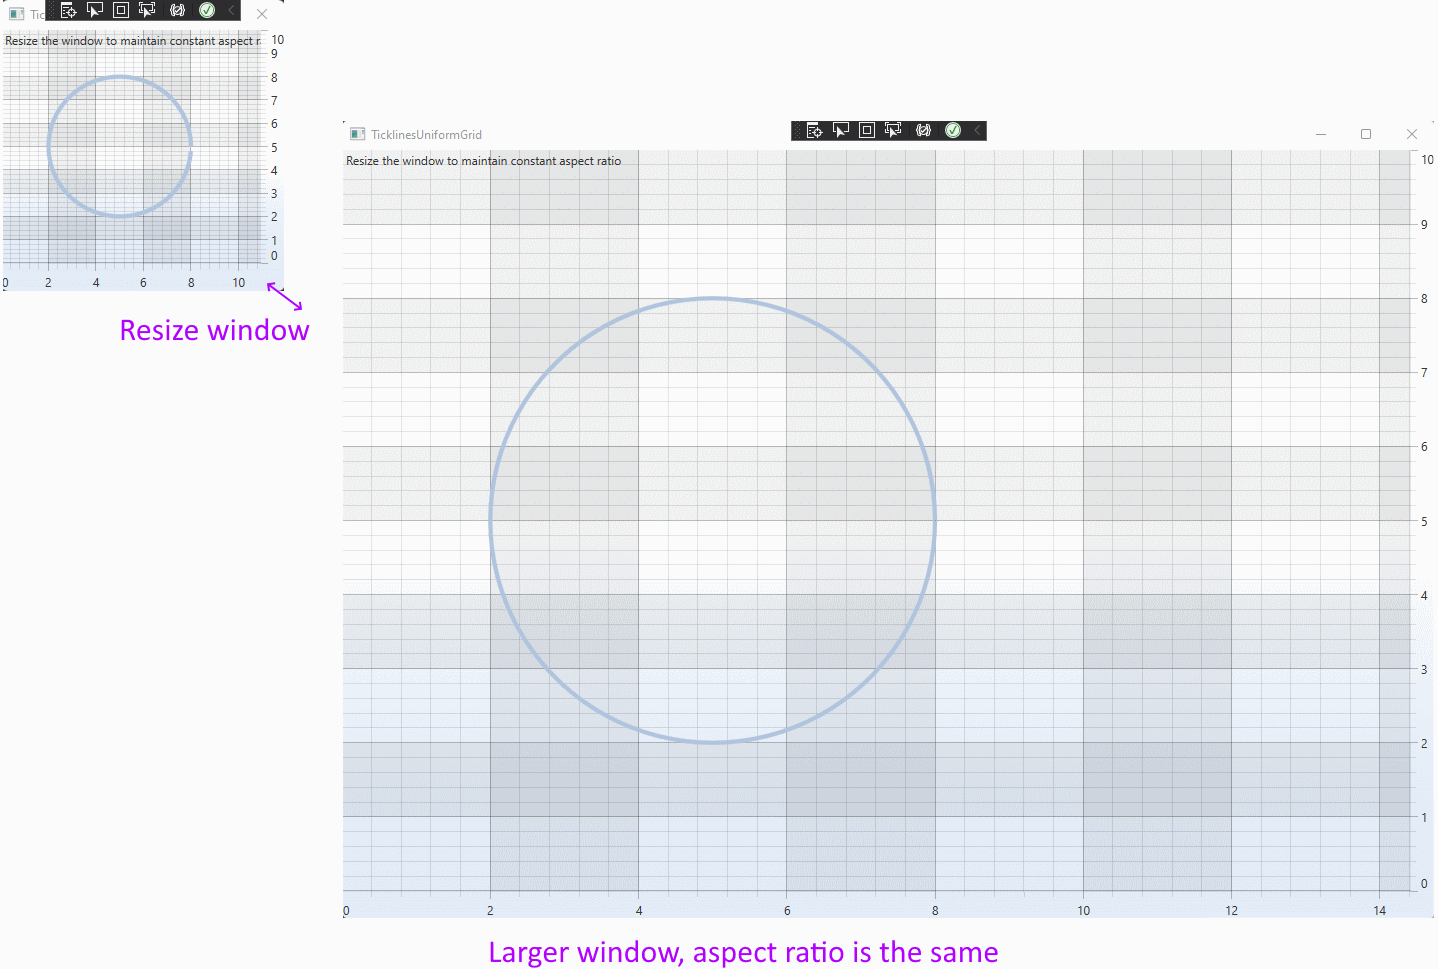 Tic
Resize the window to maintain constant aspect r
10
9
8
7
6
5
4
3
2
1
0
0 2 4 6 8 10
Resize window
TicklinesUniformGrid
Resize the window to maintain constant aspect ratio
10
9
8
7
6
5
4
3
2
1
0
0 2 4 6 8 10 12 14
Larger window, aspect ratio is the same